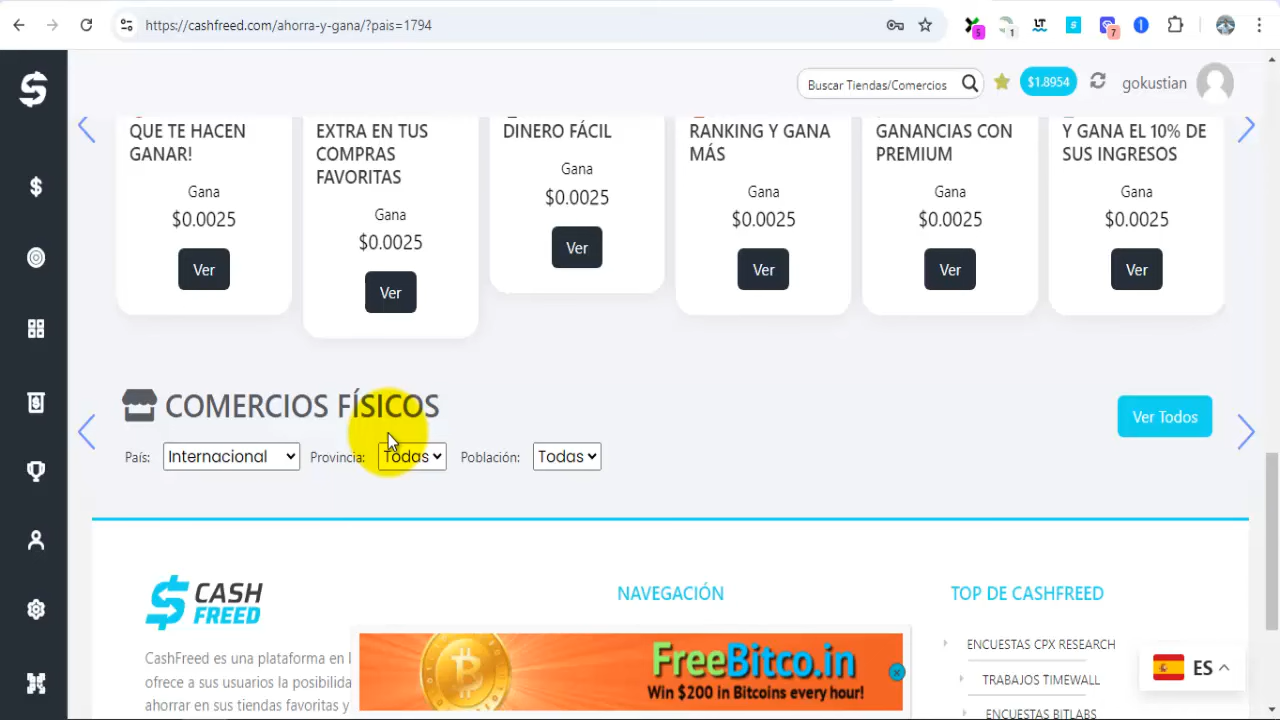 https://cashfreed.com/ahorra-y-gana/?pais=1794
5
1
LT
7
Buscar Tiendas/Comercios
$1.8954
gokustian
QUE TE HACEN
GANAR!
Gana
$0.0025
Ver
EXTRA EN TUS
COMPRAS
FAVORITAS
Gana
$0.0025
Ver
DINERO FÁCIL
Gana
$0.0025
Ver
RANKING Y GANA
MÁS
Gana
$0.0025
Ver
GANANCIAS CON
PREMIUM
Gana
$0.0025
Ver
Y GANA EL 10% DE
SUS INGRESOS
Gana
$0.0025
Ver
COMERCIOS FÍSICOS
Ver Todos
País: Internacional Provincia: Todas Población: Todas
CASH
FREED
CashFreed es una plataforma en l
ofrece a sus usuarios la posibilida
ahorrar en sus tiendas favoritas y
NAVEGACIÓN
TOP DE CASHFREED
ENCUESTAS CPX RESEARCH
TRABAJOS TIMEWALL
ENCUESTAS BITLABS
FreeBitco.in
Win $200 in Bitcoins every hour!
ES